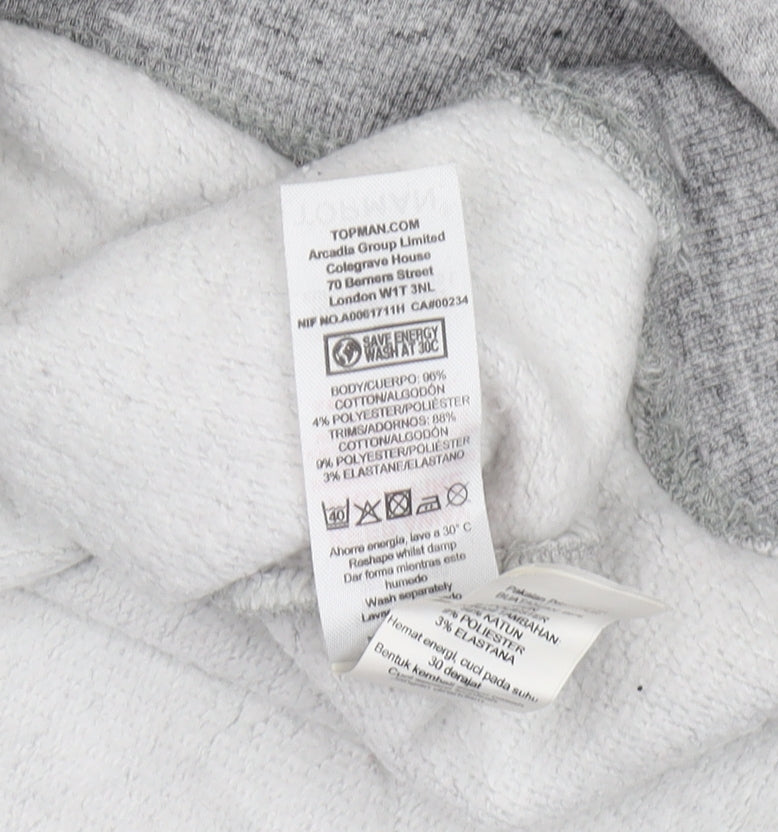 TOPMAN
TOPMAN.COM
Arcadia Group Limited
Colegrave House
70 Berners Street
London W1T 3NL
NIF NO.A0061711H CA#00234
SAVE ENERGY
WASH AT 30C
BODY/CUERPO: 96%
COTTON/ALGODÓN
4% POLYESTER/POLIÉSTER
TRIMS/ADORNOS: 88%
COTTON/ALGODÓN
9% POLYESTER/POLIÉSTER
3% ELASTANE/ELASTANO
40
Ahorre energía, lave a 30° C
Reshape whilst damp
Dar forma mientras este
humedo
Wash separately
Pakaian
KATUN
POLIESTER
3% ELASTANA
Hemat energi, cuci pada suhu
30 derajat
Bentuk kembali